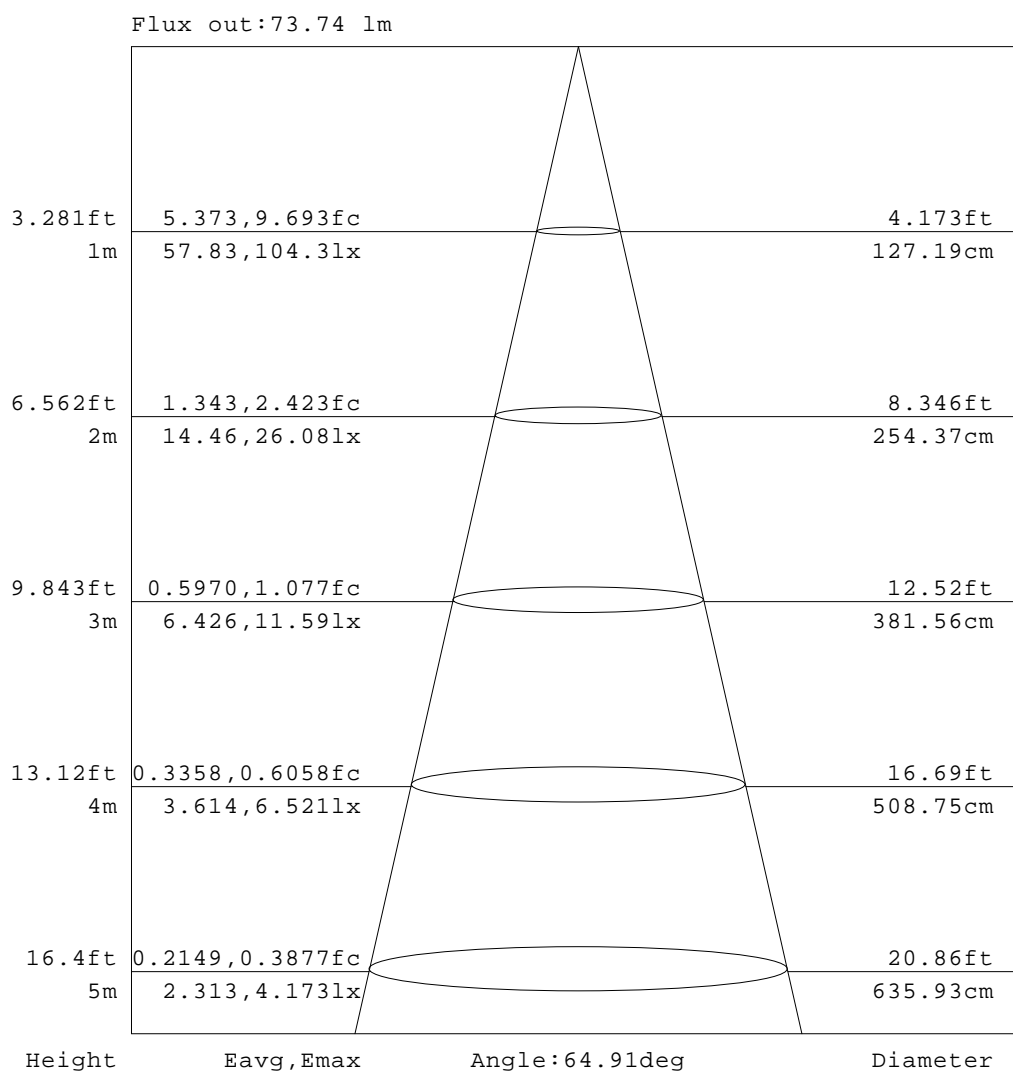 Flux out:73.74 lm
3.281ft 5.373,9.693fc 4.173ft
1m 57.83,104.3lx 127.19cm
6.562ft 1.343,2.423fc 8.346ft
2m 14.46,26.08lx 254.37cm
9.843ft 0.5970,1.077fc 12.52ft
3m 6.426,11.59lx 381.56cm
13.12ft 0.3358,0.6058fc 16.69ft
4m 3.614,6.521lx 508.75cm
16.4ft 0.2149,0.3877fc 20.86ft
5m 2.313,4.173lx 635.93cm
Height Eavg,Emax Angle:64.91deg Diameter